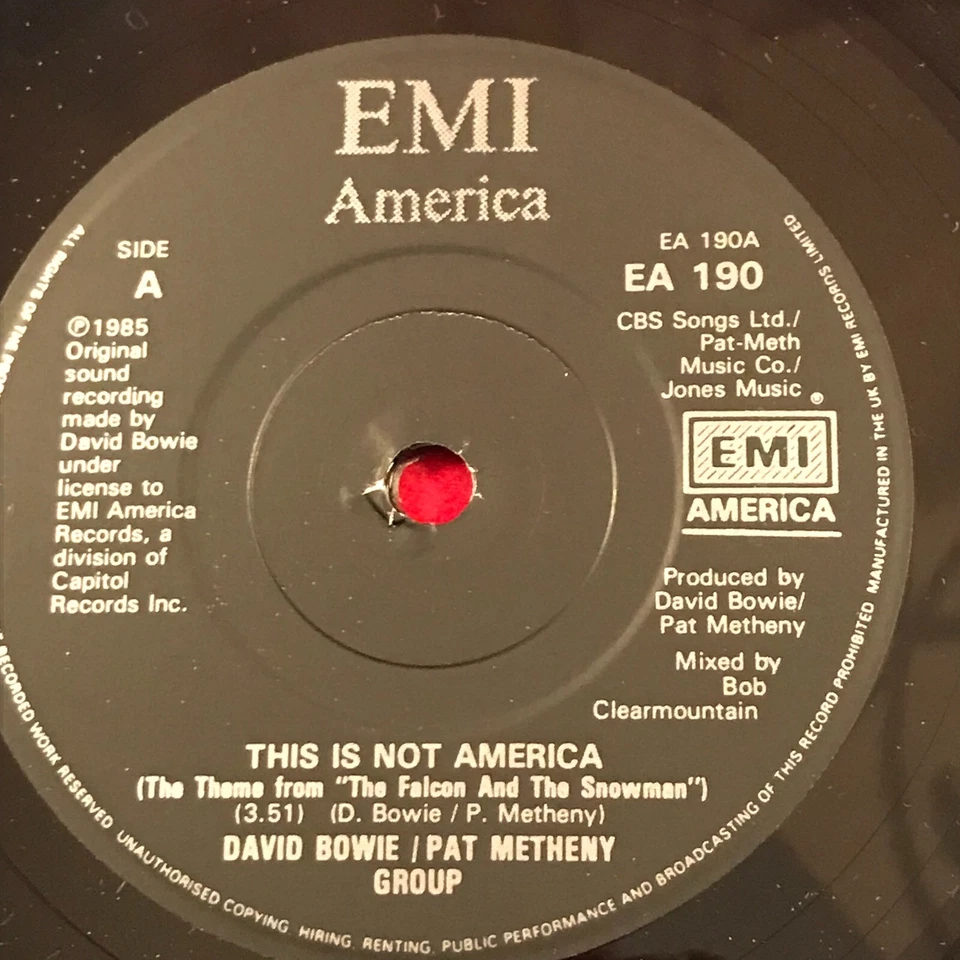 EMI
America
SIDE
A
℗1985
Original
sound
recording
made by
David Bowie
under
license to
EMI America
Records, a
division of
Capitol
Records Inc.
EA 190A
EA 190
CBS Songs Ltd./
Pat-Meth
Music Co./
Jones Music
®
EMI
AMERICA
Produced by
David Bowie/
Pat Metheny
Mixed by
Bob
Clearmountain
THIS IS NOT AMERICA
(The Theme from "The Falcon And The Snowman")
(3.51) (D. Bowie / P. Metheny)
DAVID BOWIE / PAT METHENY
GROUP
ALL RIGHTS OF THE
RECORDED WORK RESERVED UNAUTHORISED COPYING, HIRING, RENTING, PUBLIC PERFORMANCE AND BROADCASTING OF THIS RECORD PROHIBITED MANUFACTURED IN THE UK BY EMI RECORDS LIMITED